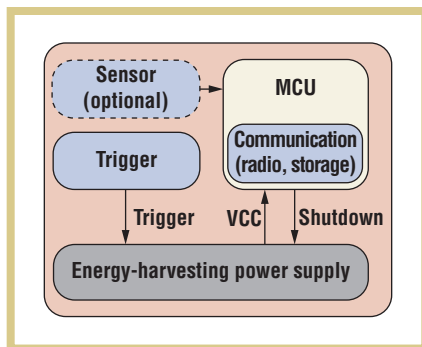 Sensor
(optional)
MCU
Communication
(radio, storage)
Trigger
Trigger
VCC
Shutdown
Energy-harvesting power supply